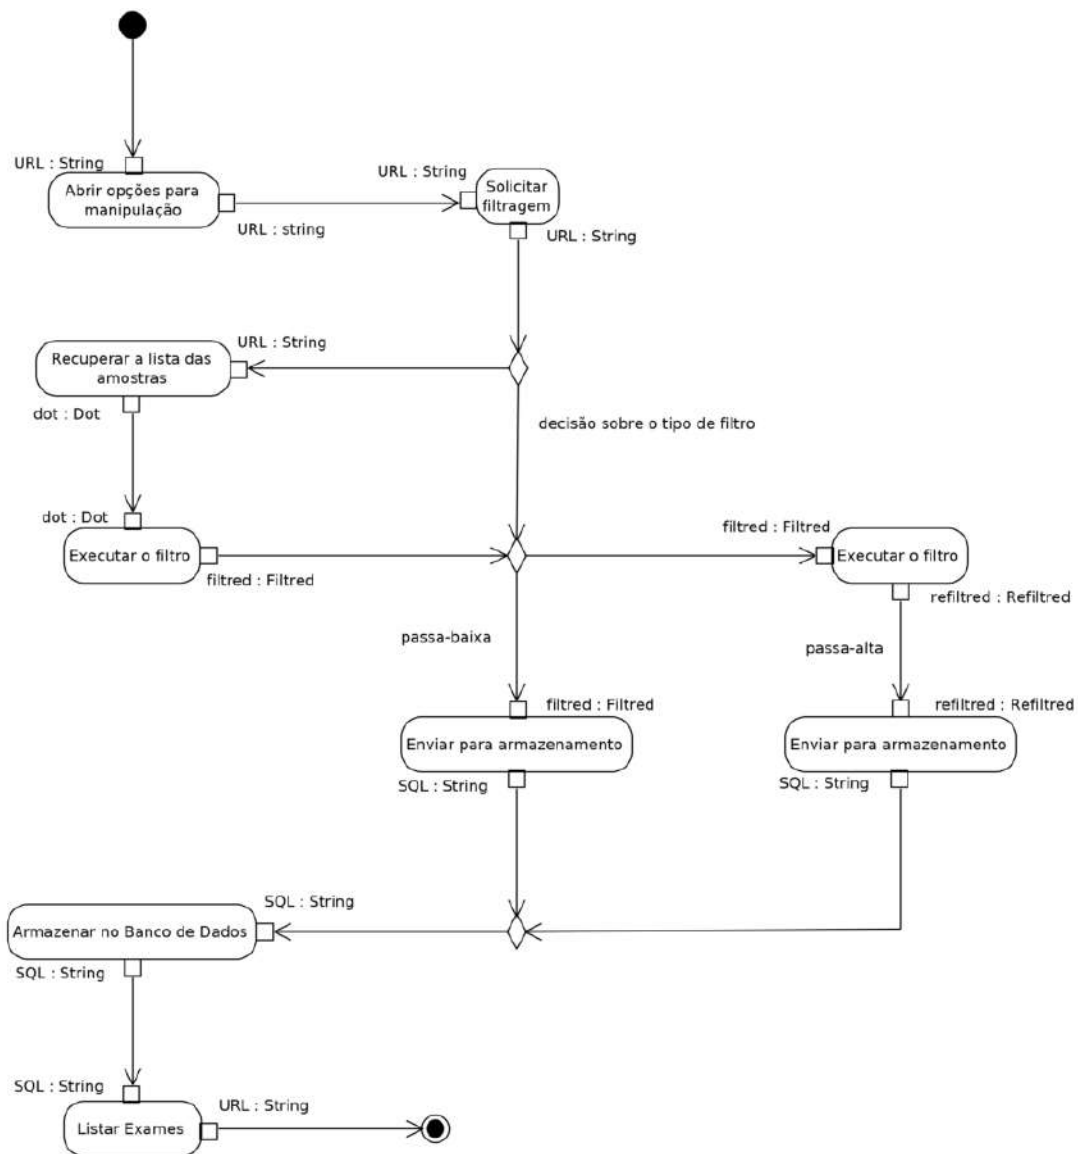 URL : String
Abrir opções para
manipulação
URL : string
URL : String
Solicitar
filtragem
URL : String
URL : String
Recuperar a lista das
amostras
dot : Dot
decisão sobre o tipo de filtro
dot : Dot
Executar o filtro
filtred : Filtred
filtred : Filtred
Executar o filtro
refiltred : Refiltred
passa-baixa
passa-alta
filtred : Filtred
refiltred : Refiltred
Enviar para armazenamento
Enviar para armazenamento
SQL : String
SQL : String
SQL : String
Armazenar no Banco de Dados
SQL : String
SQL : String
Listar Exames
URL : String